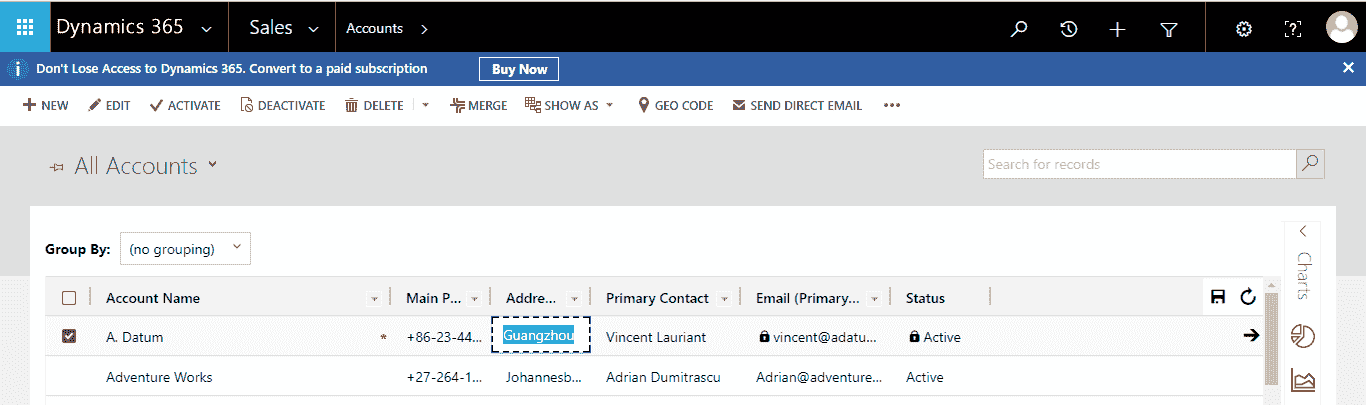 Dynamics 365 Sales Accounts
Don't Lose Access to Dynamics 365. Convert to a paid subscription Buy Now
NEW EDIT ACTIVATE DEACTIVATE DELETE MERGE SHOW AS GEO CODE SEND DIRECT EMAIL
All Accounts
Search for records
Group By: (no grouping)
Charts
Account Name Main P... Addre... Primary Contact Email (Primary... Status
A. Datum * +86-23-44... Guangzhou Vincent Lauriant vincent@adatu... Active
Adventure Works +27-264-1... Johannesb... Adrian Dumitrascu Adrian@adventure... Active